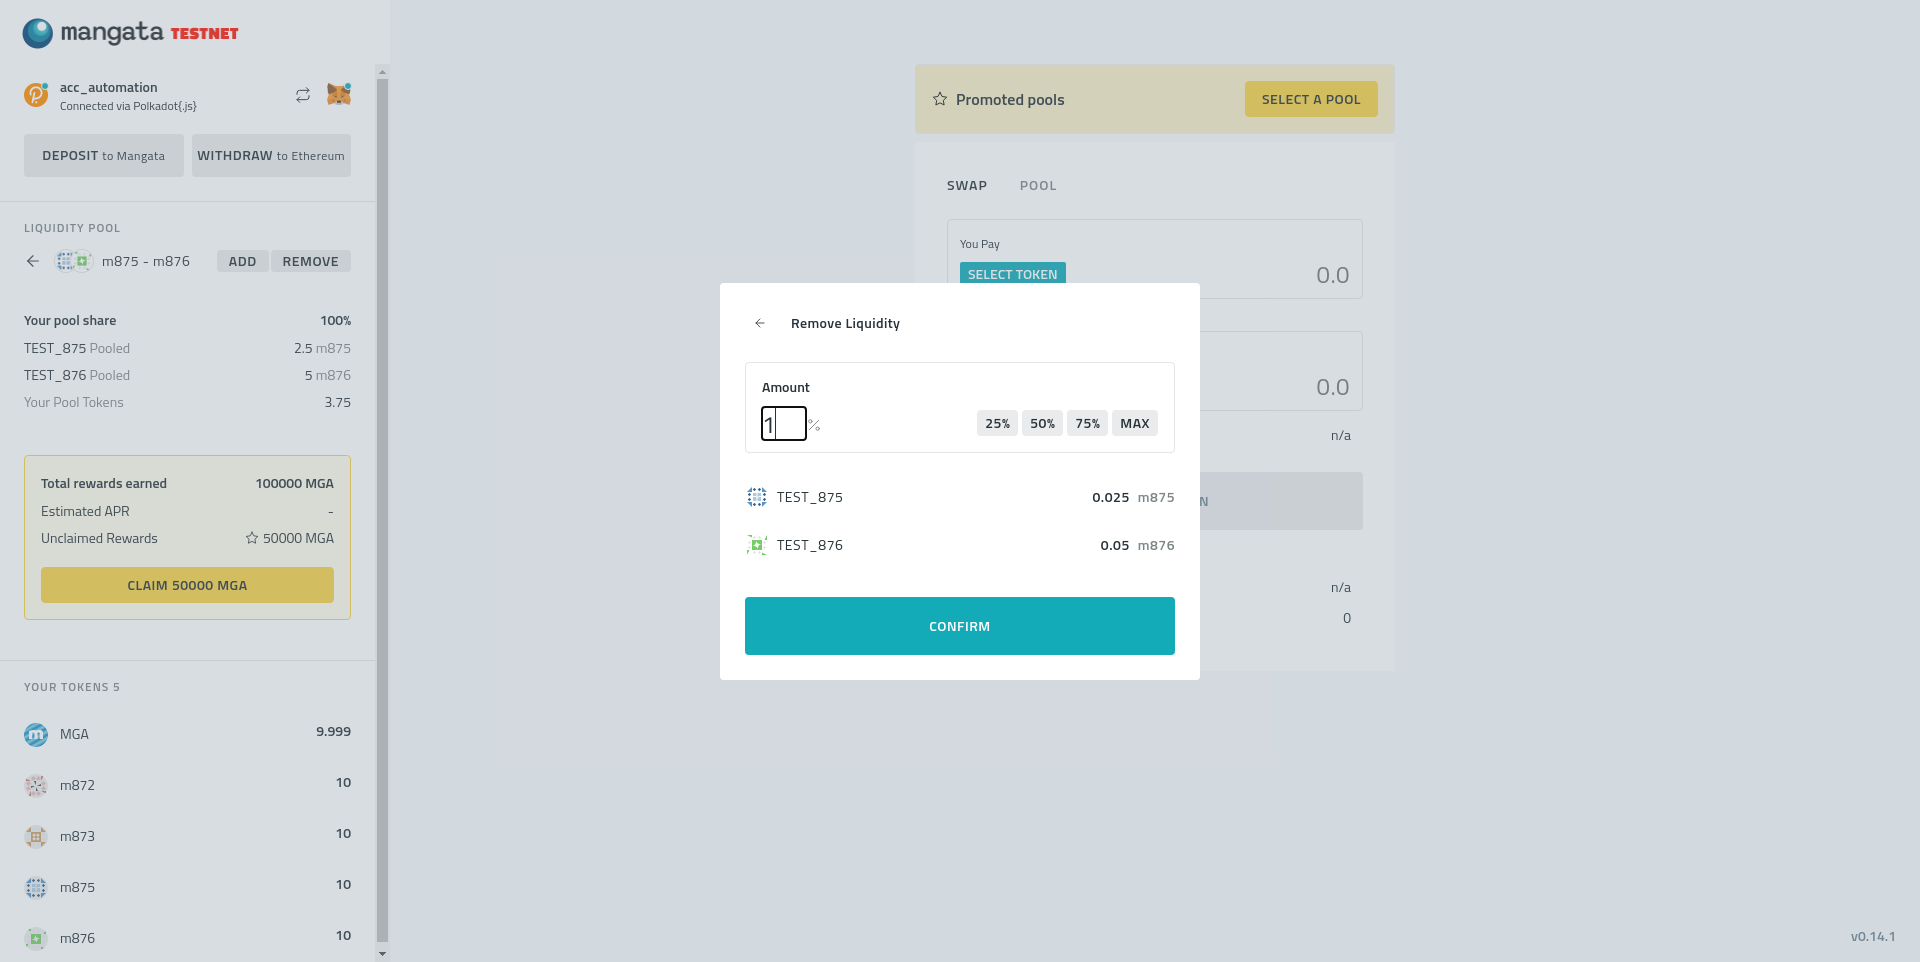 mangata TESTNET
acc_automation
Connected via Polkadot{.js}
DEPOSIT to Mangata
WITHDRAW to Ethereum
LIQUIDITY POOL
m875 - m876
ADD
REMOVE
Your pool share 100%
TEST_875 Pooled 2.5 m875
TEST_876 Pooled 5 m876
Your Pool Tokens 3.75
Total rewards earned 100000 MGA
Estimated APR -
Unclaimed Rewards 50000 MGA
CLAIM 50000 MGA
YOUR TOKENS 5
MGA 9.999
m872 10
m873 10
m875 10
m876 10
Promoted pools
SELECT A POOL
SWAP
POOL
You Pay
SELECT TOKEN 0.0
0.0
n/a
N
n/a
0
Remove Liquidity
Amount
1 %
25%
50%
75%
MAX
TEST_875 0.025 m875
TEST_876 0.05 m876
CONFIRM
v0.14.1